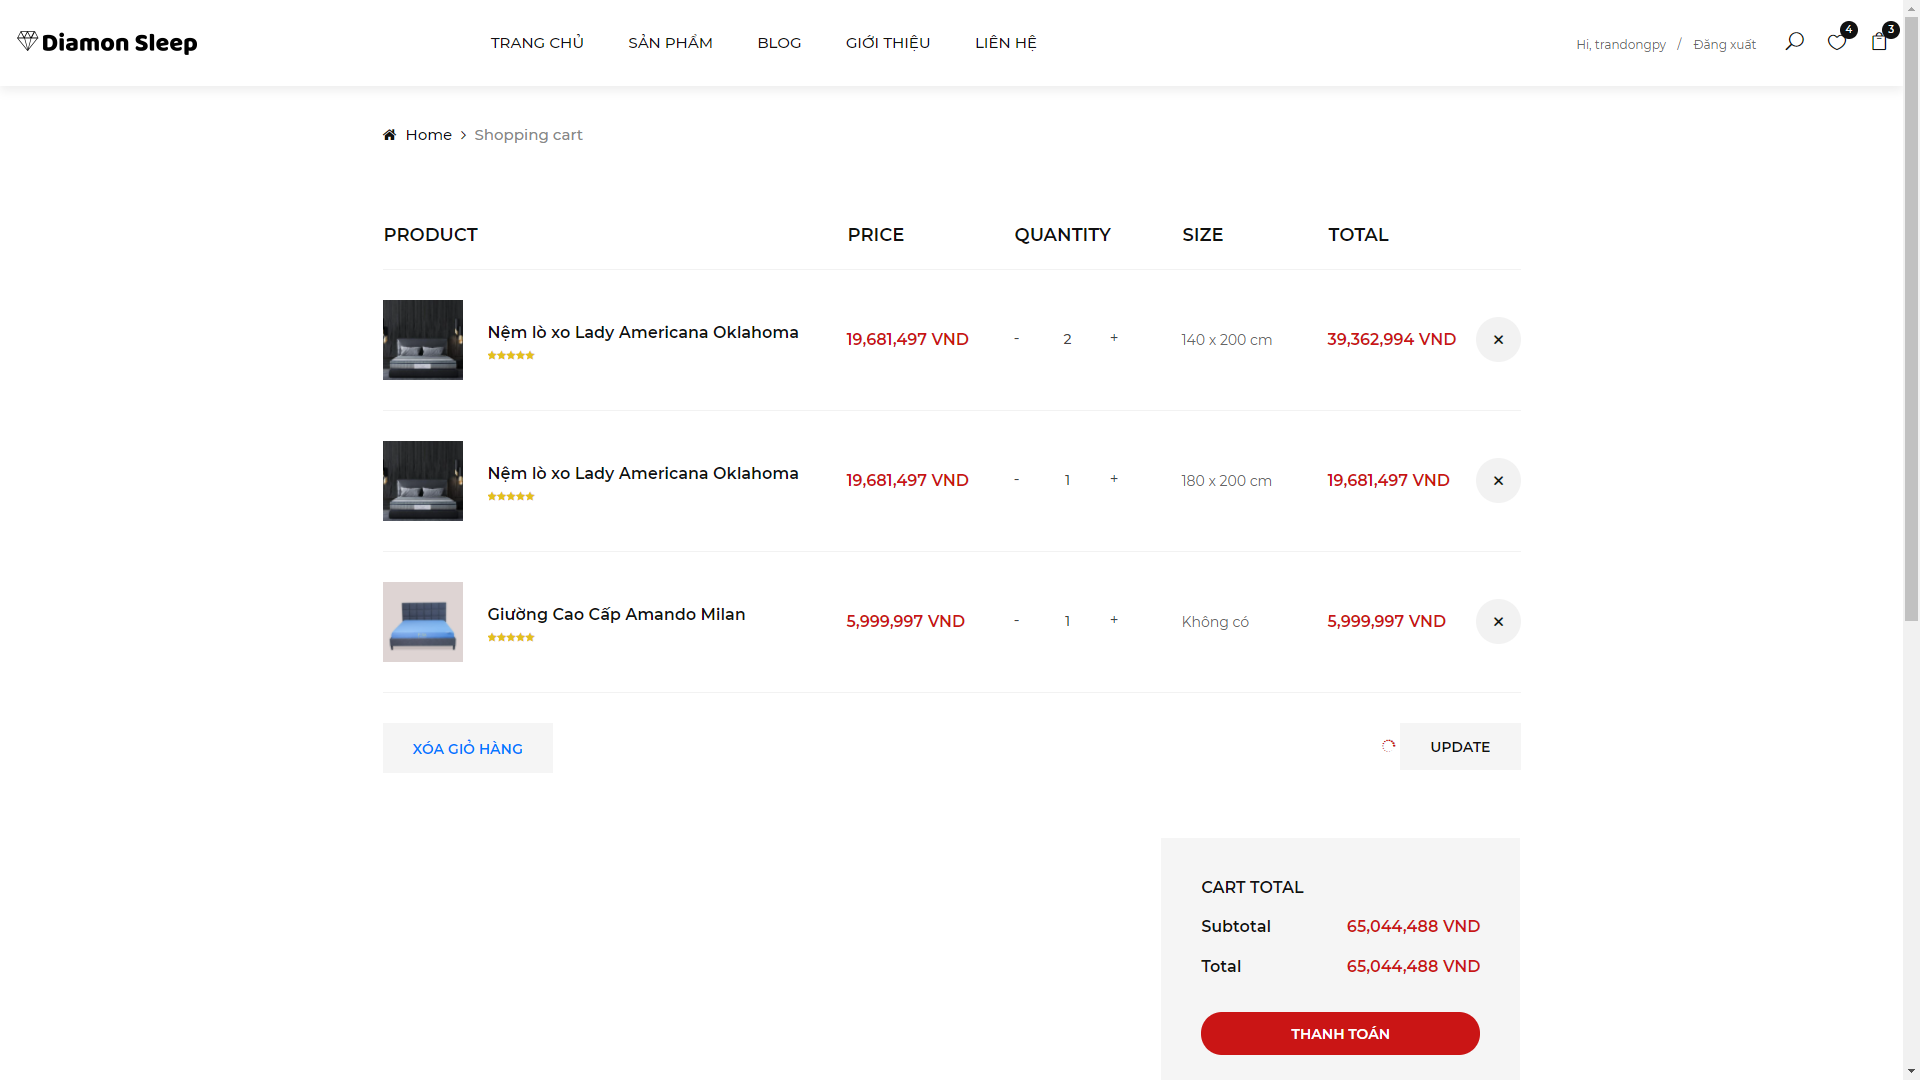 Diamon Sleep
TRANG CHỦ
SẢN PHẨM
BLOG
GIỚI THIỆU
LIÊN HỆ
Hi, trandongpy / Đăng xuất
4
3
Home > Shopping cart
PRODUCT PRICE QUANTITY SIZE TOTAL
Nệm lò xo Lady Americana Oklahoma
19,681,497 VND - 2 + 140 x 200 cm 39,362,994 VND ×
Nệm lò xo Lady Americana Oklahoma
19,681,497 VND - 1 + 180 x 200 cm 19,681,497 VND ×
Giường Cao Cấp Amando Milan
5,999,997 VND - 1 + Không có 5,999,997 VND ×
XÓA GIỎ HÀNG
UPDATE
CART TOTAL
Subtotal 65,044,488 VND
Total 65,044,488 VND
THANH TOÁN